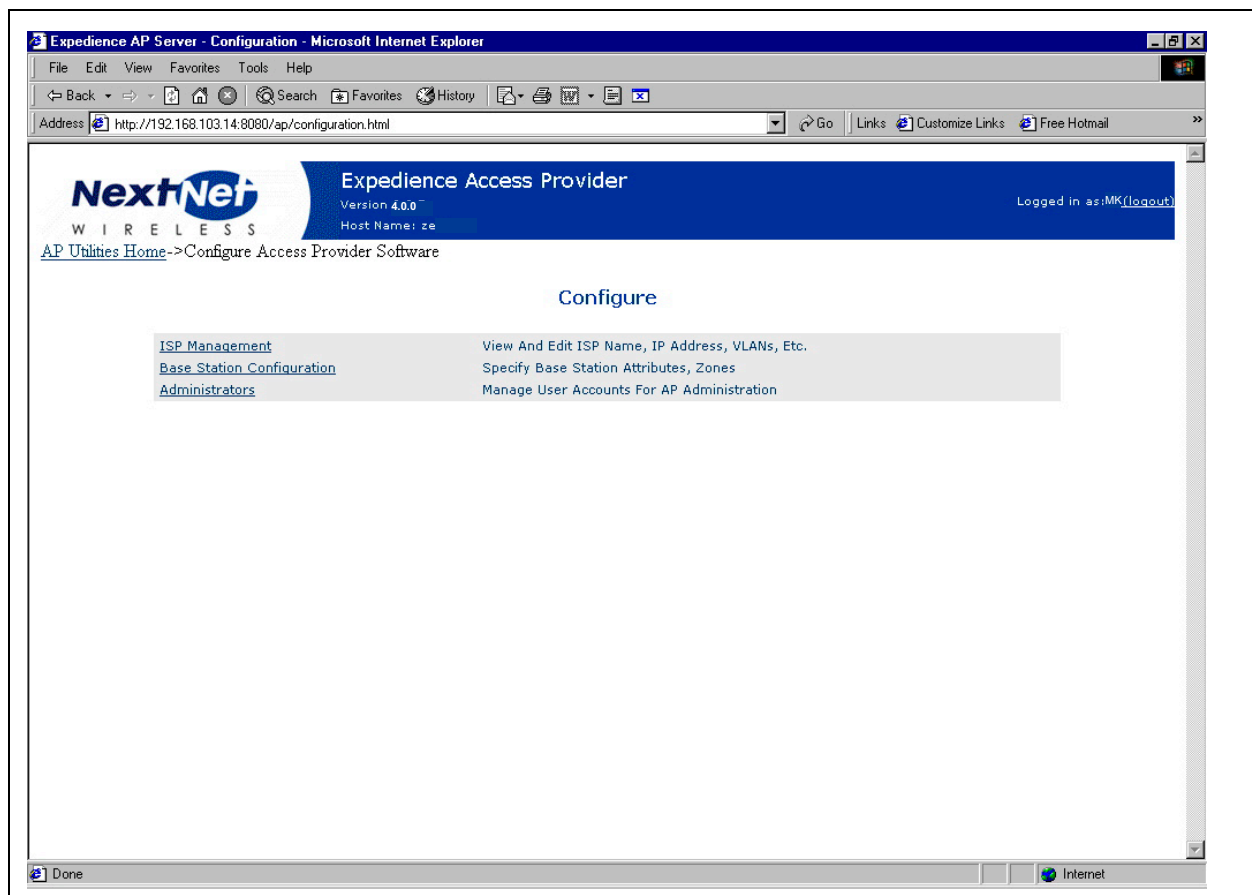 Expedience AP Server - Configuration - Microsoft Internet Explorer
File Edit View Favorites Tools Help
Back Search Favorites History
Address http://192.168.103.14:8080/ap/configuration.html Go Links Customize Links Free Hotmail »
NextNet
WIRELESS
Expedience Access Provider
Version 4.0.0
Host Name: ze
Logged in as:MK(logout)
AP Utilities Home->Configure Access Provider Software
Configure
ISP Management View And Edit ISP Name, IP Address, VLANs, Etc.
Base Station Configuration Specify Base Station Attributes, Zones
Administrators Manage User Accounts For AP Administration
Done Internet